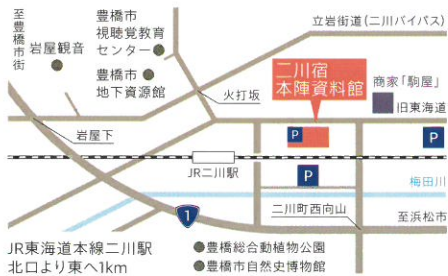 至豊橋市街
岩屋観音
豊橋市
視聴覚教育
センター
豊橋市
地下資源館
立岩街道(二川バイパス)
火打坂
二川宿
本陣資料館
商家「駒屋」
旧東海道
岩屋下
P
P
P
JR二川駅
梅田川
1
二川町西向山
至浜松市
JR東海道本線二川駅
北口より東へ1km
豊橋総合動植物公園
豊橋市自然史博物館